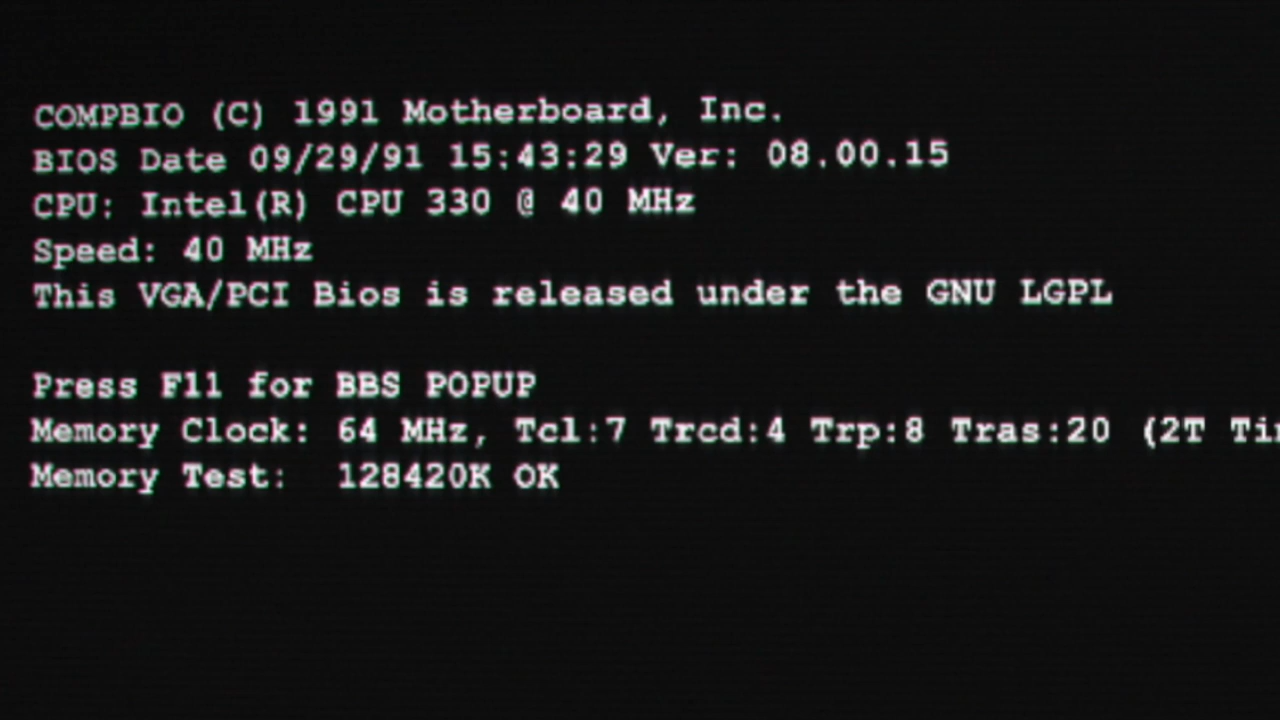 COMPBIO (C) 1991 Motherboard, Inc.
BIOS Date 09/29/91 15:43:29 Ver: 08.00.15
CPU: Intel(R) CPU 330 @ 40 MHz
Speed: 40 MHz
This VGA/PCI Bios is released under the GNU LGPL
Press F11 for BBS POPUP
Memory Clock: 64 MHz, Tcl:7 Trcd:4 Trp:8 Tras:20 (2T
Memory Test: 128420K OK